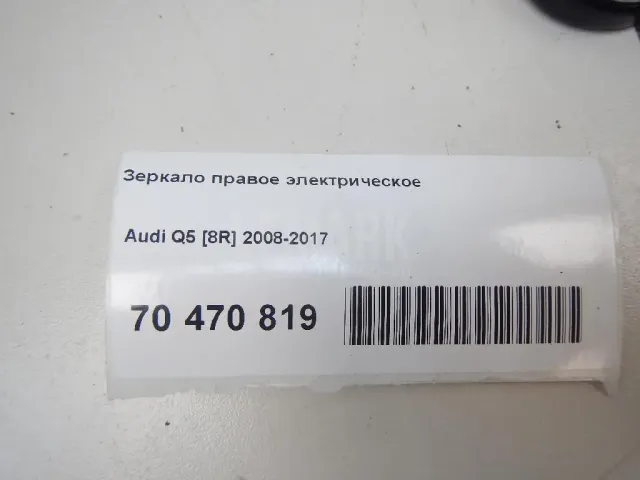 Зеркало правое электрическое
Audi Q5 [8R] 2008-2017
70 470 819